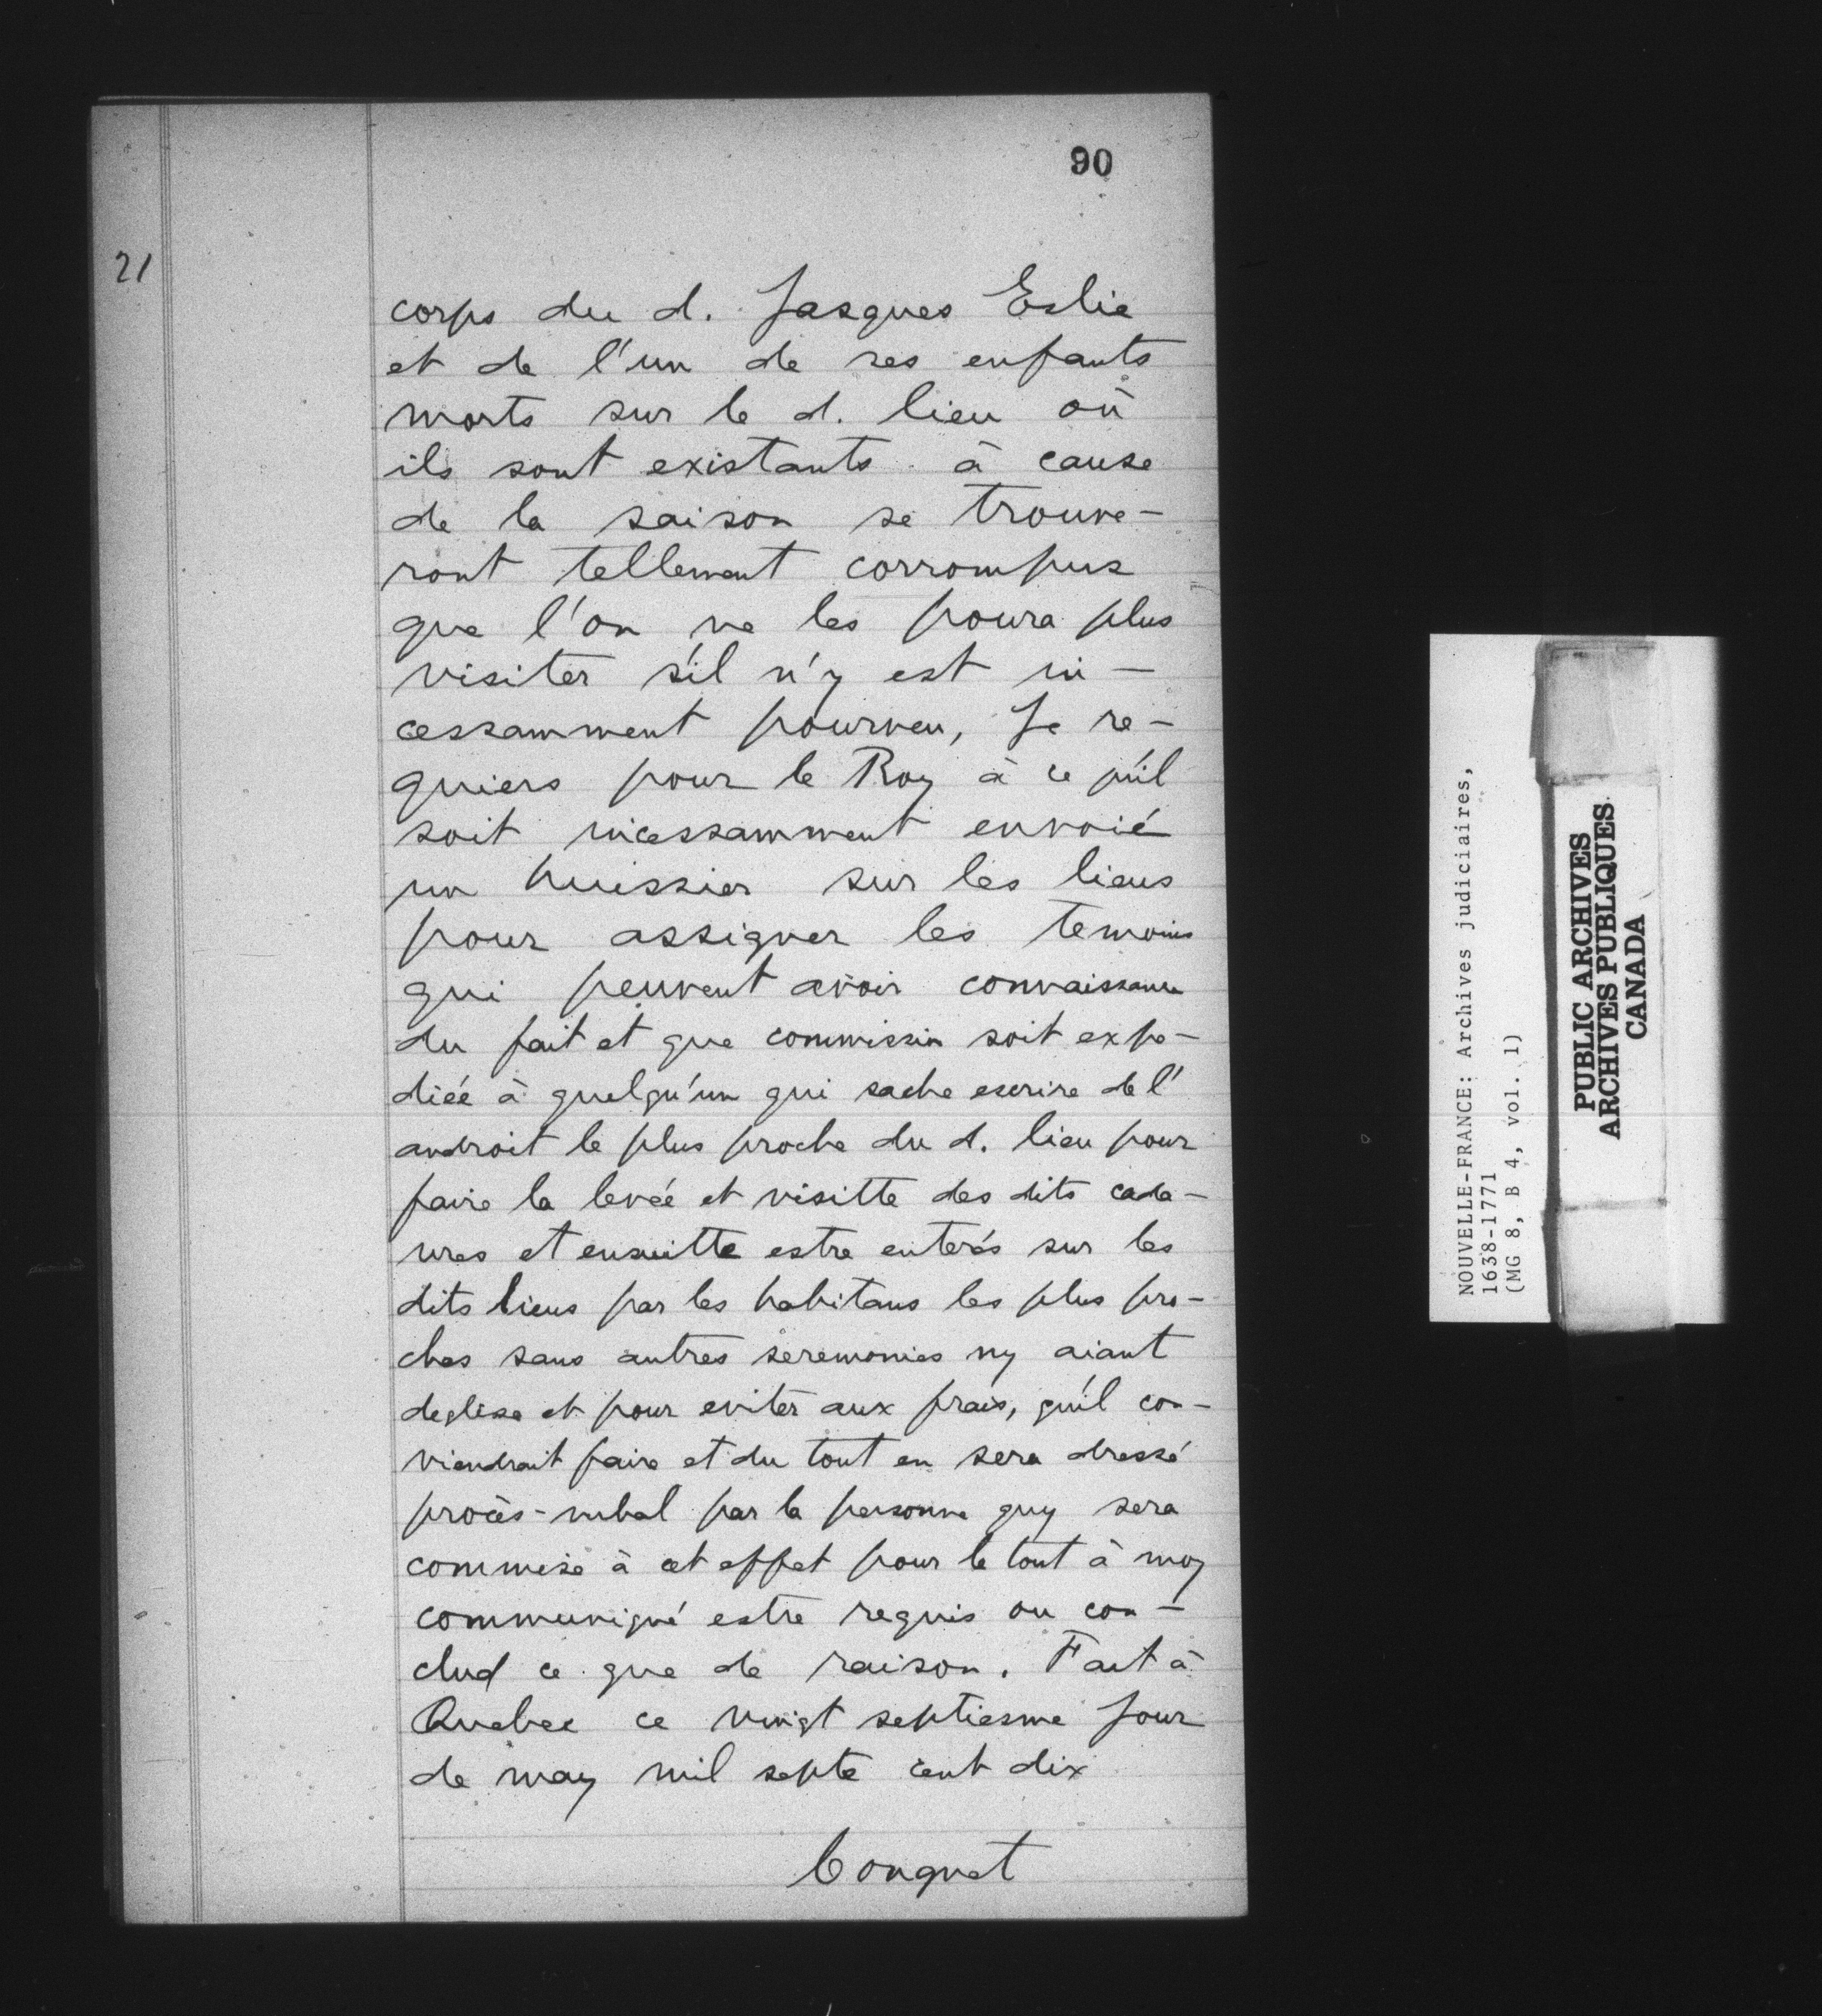 90
21
corps du d. Jasques Eslie
et de l'un de ses enfants
morts sur le d. lieu où
ils sont existants à cause
de la saison se trouve-
ront tellement corrompus
que l'on ne les poura plus
visiter s'il n'y est in-
cessamment pourveu, Je re-
quiers pour le Roy à ce qu'il
soit incessamment envoié
un huissier sur les lieus
pour assigner les temoins
qui peuvent avoir connaissance
du fait et que commission soit expe-
diéé à quelqu'un qui sache escrire de l'
androit le plus proche du d. lieu pour
faire la levéé et visitte des dits cada-
vres et ensuitte estre enterés sur les
dits lieus par les habitans les plus pro-
ches sans autres seremonies ny aiant
deglise et pour eviter aux frais, qu'il con-
viendrait faire et du tout en sera dressé
procès-verbal par la personne quy sera
commise à cet effet pour le tout à moy
communiqué estre requis ou con-
clud ce que de raison. Fait à
Quebec ce vingt septiesme Jour
de may mil septe cent dix
Congnet
NOUVELLE-FRANCE: Archives judiciaires,
1638-1771
(MG 8, B 4, vol. 1)
PUBLIC ARCHIVES
ARCHIVES PUBLIQUES
CANADA